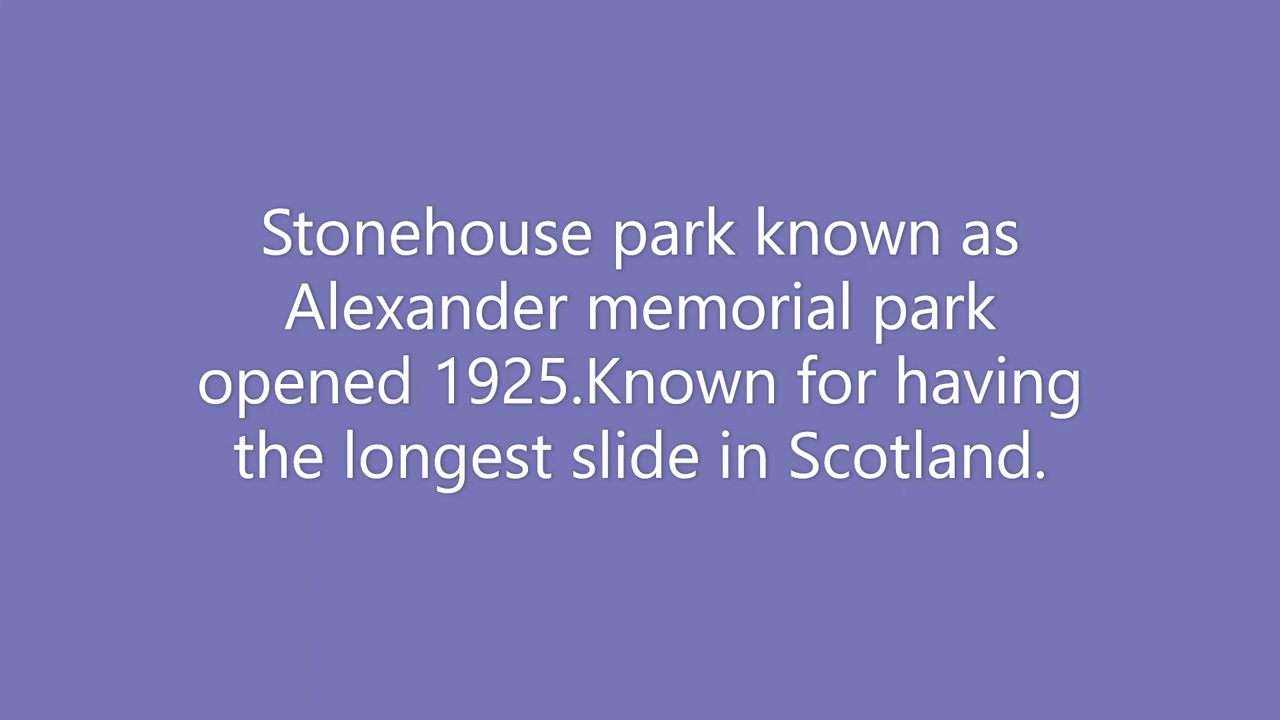 Stonehouse park known as
Alexander memorial park
opened 1925.Known for having
the longest slide in Scotland.